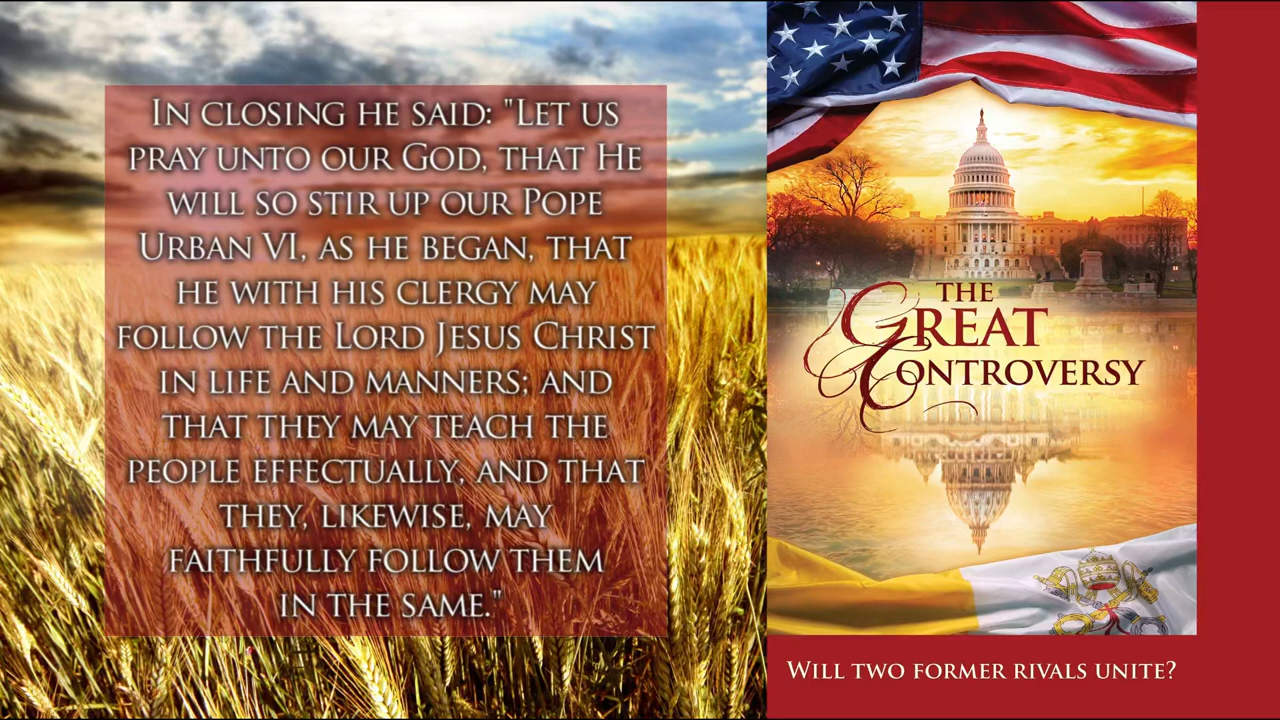 In closing he said: "Let us
pray unto our God, that He
will so stir up our Pope
Urban VI, as he began, that
he with his clergy may
follow the Lord Jesus Christ
in life and manners; and
that they may teach the
people effectually, and that
they, likewise, may
faithfully follow them
in the same."
The
Great
Controversy
Will two former rivals unite?